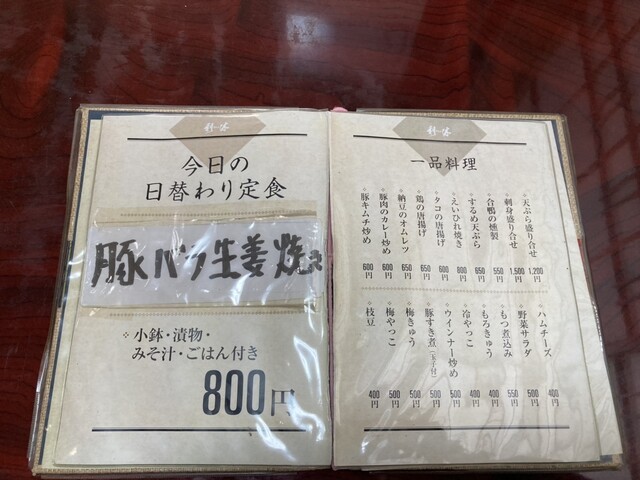 今日の
日替わり定食
豚バラ生姜焼き
小鉢・漬物・
みそ汁・ごはん付き
800円
一品料理
天ぷら盛り合せ 1,200円
刺身盛り合せ 1,500円
合鴨の燻製 550円
するめ天ぷら 650円
えいひれ焼き 800円
タコの唐揚げ 600円
鶏の唐揚げ 650円
納豆のオムレツ 650円
豚肉のカレー炒め 600円
豚キムチ炒め 600円
ハムチーズ 400円
野菜サラダ 500円
もつ煮込み 550円
もろきゅう 400円
冷やっこ 400円
ウインナー炒め 500円
豚すき煮(玉子付) 500円
梅きゅう 500円
梅やっこ 500円
枝豆 400円